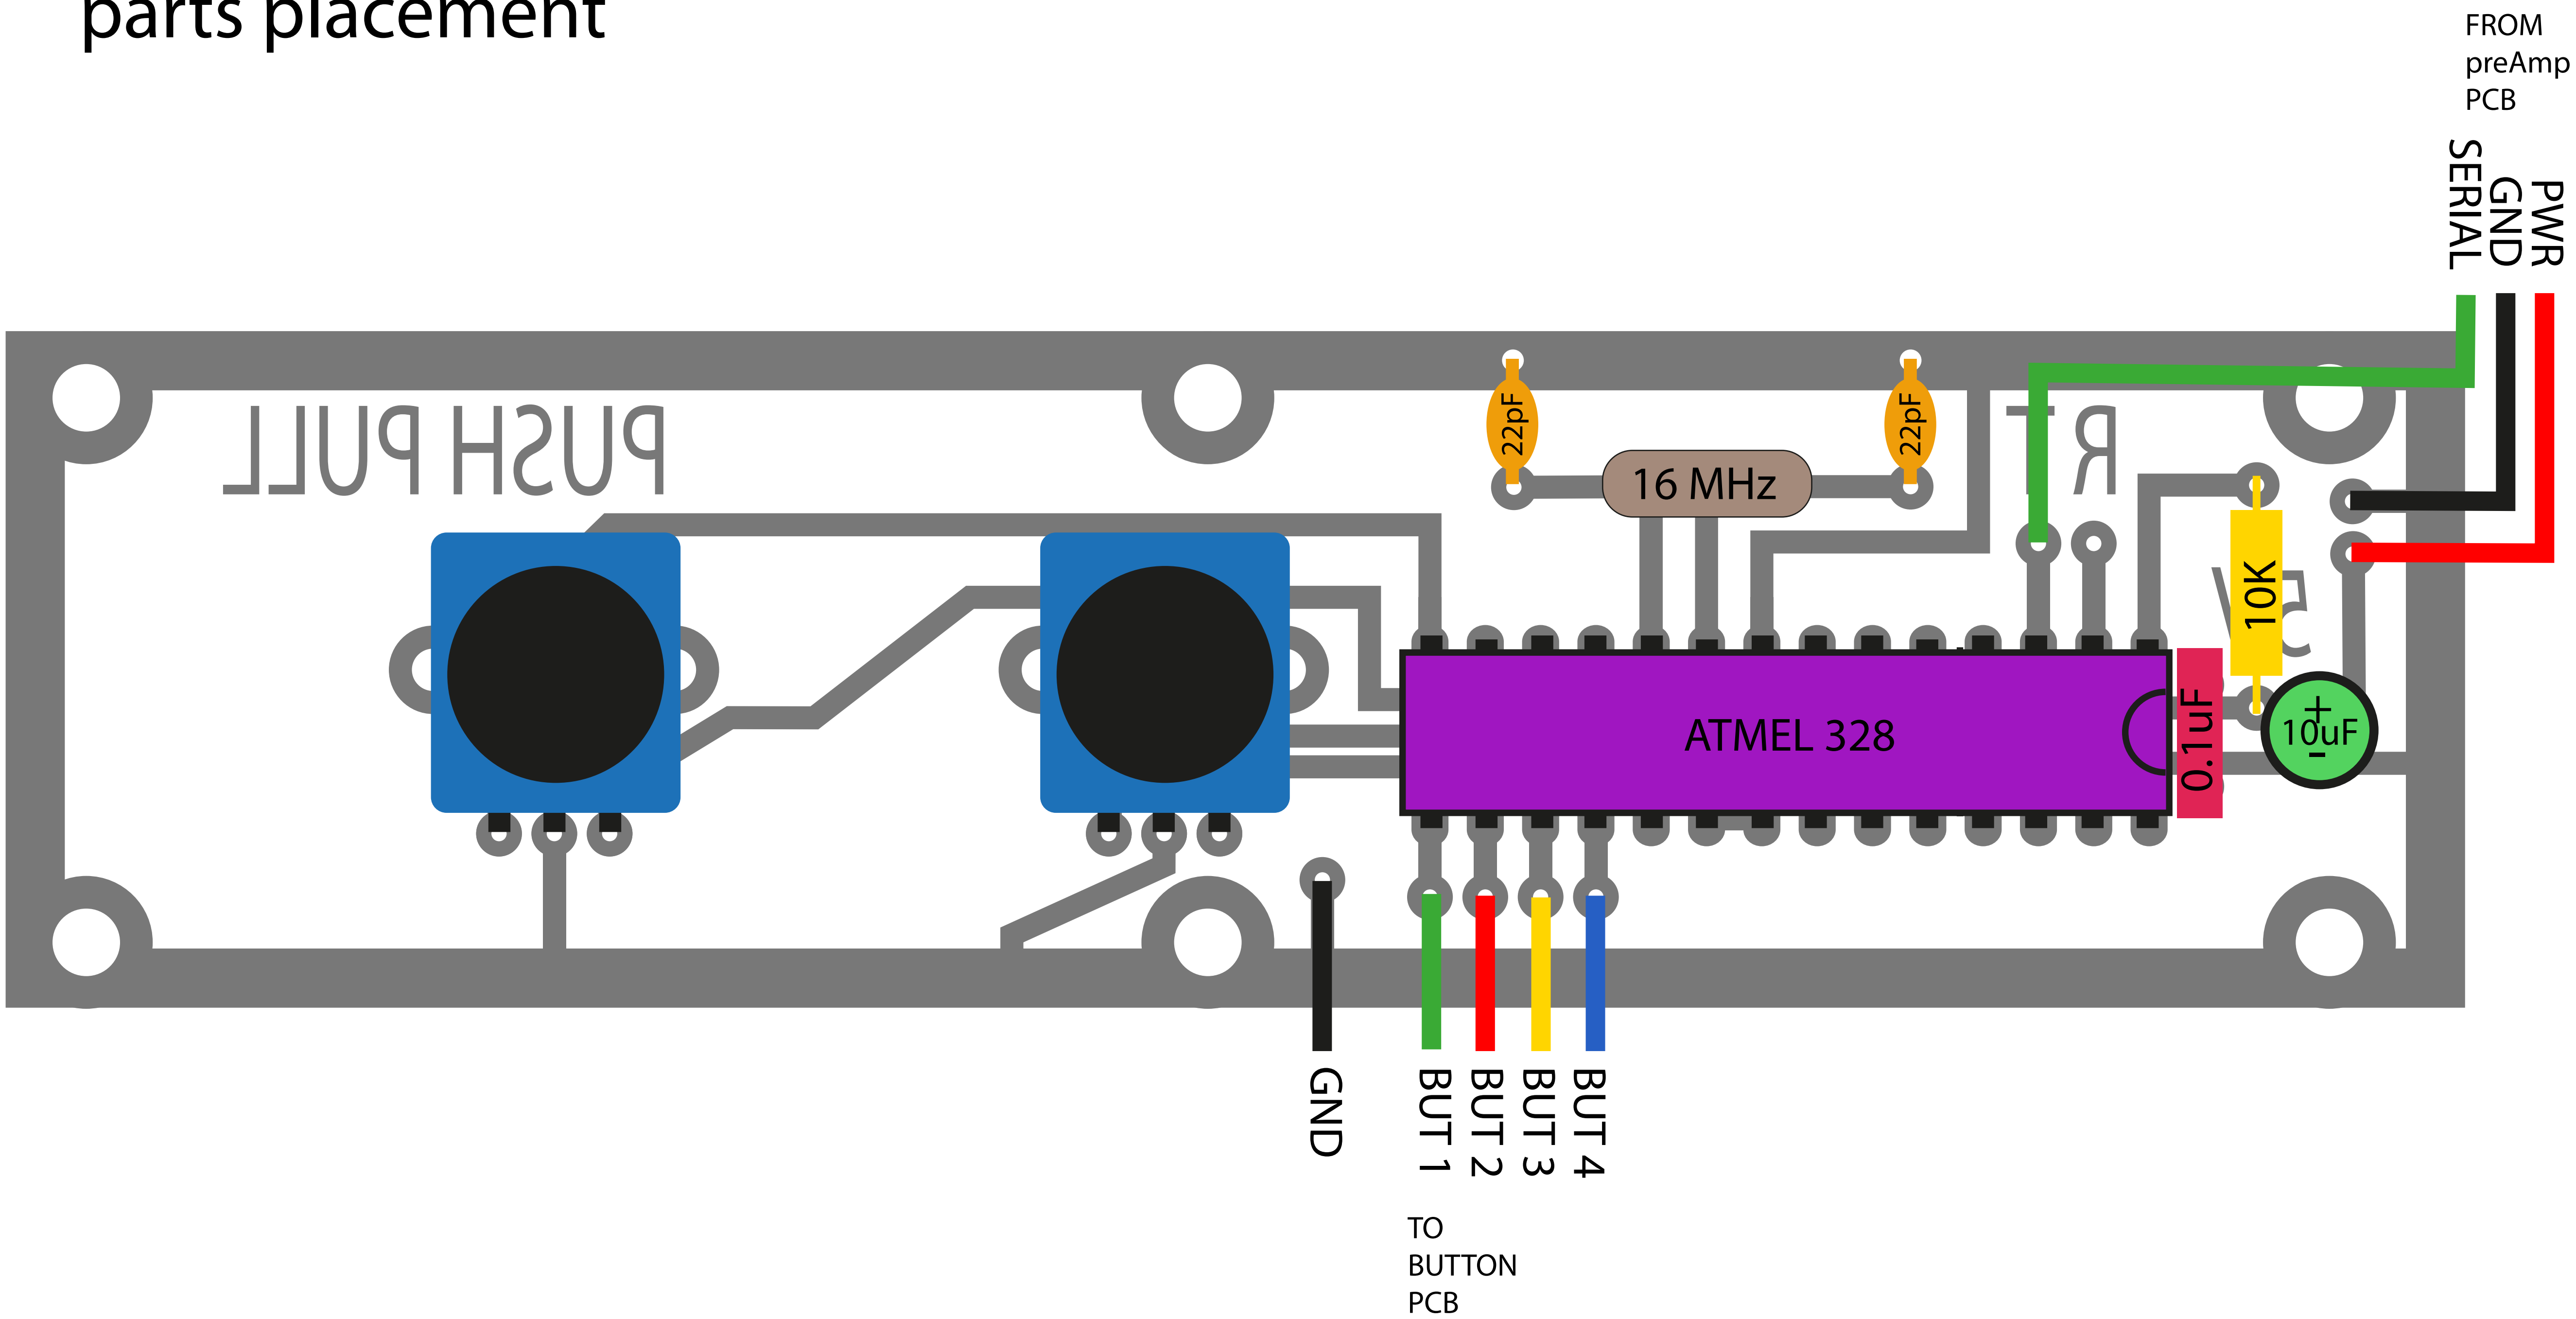 parts placement
FROM
preAmp
PCB
SERIAL
GND
PWR
PUSH PULL
22pF
22pF
16 MHz
R T
10K
5V
ATMEL 328
0.1uF
+
10uF
-
GND
BUT 1
BUT 2
BUT 3
BUT 4
TO
BUTTON
PCB